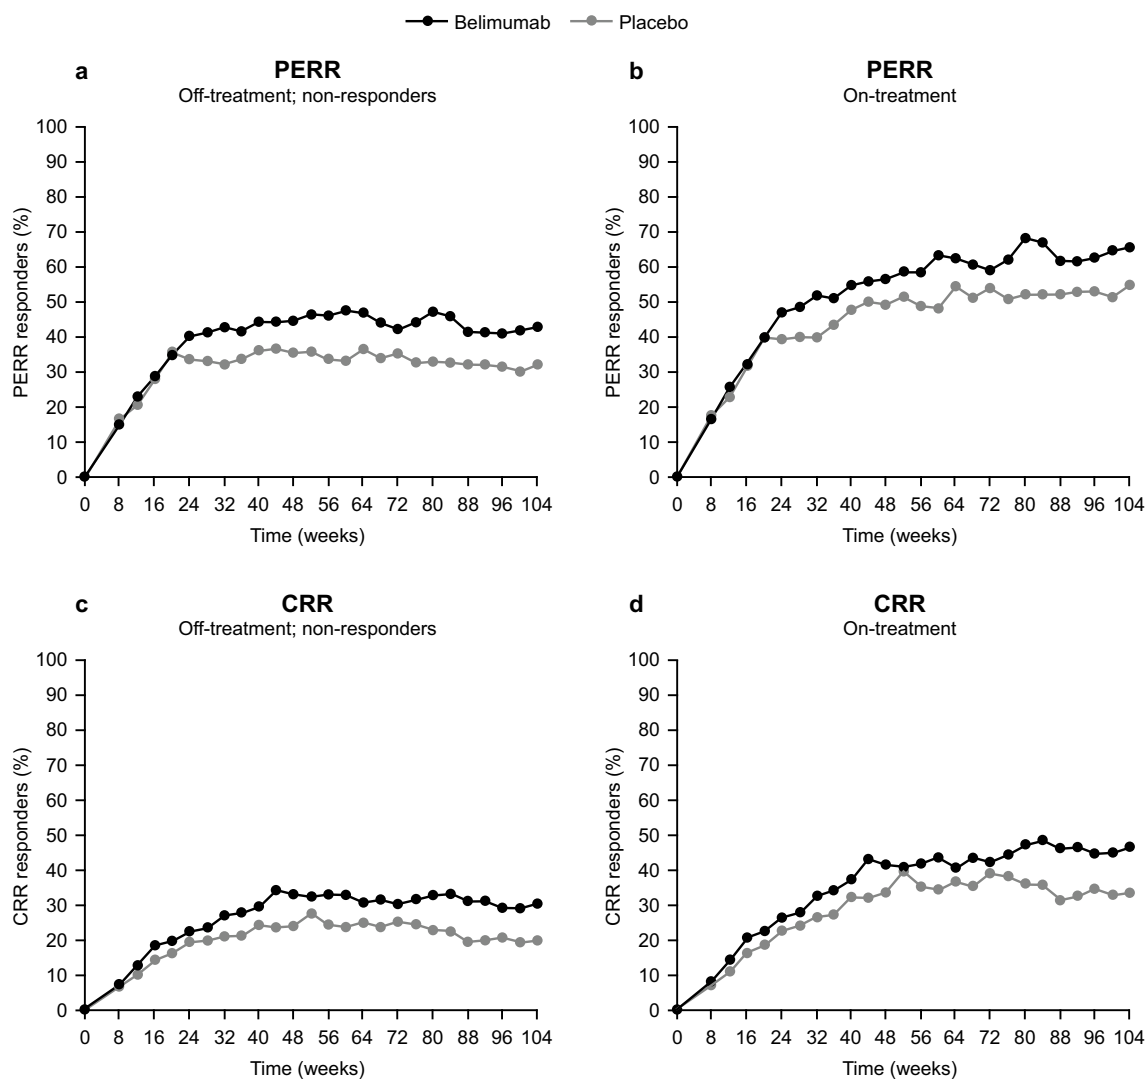 Belimumab Placebo
a PERR
Off-treatment; non-responders
PERR responders (%)
100
90
80
70
60
50
40
30
20
10
0
0 8 16 24 32 40 48 56 64 72 80 88 96 104
Time (weeks)
b PERR
On-treatment
PERR responders (%)
100
90
80
70
60
50
40
30
20
10
0
0 8 16 24 32 40 48 56 64 72 80 88 96 104
Time (weeks)
c CRR
Off-treatment; non-responders
CRR responders (%)
100
90
80
70
60
50
40
30
20
10
0
0 8 16 24 32 40 48 56 64 72 80 88 96 104
Time (weeks)
d CRR
On-treatment
CRR responders (%)
100
90
80
70
60
50
40
30
20
10
0
0 8 16 24 32 40 48 56 64 72 80 88 96 104
Time (weeks)